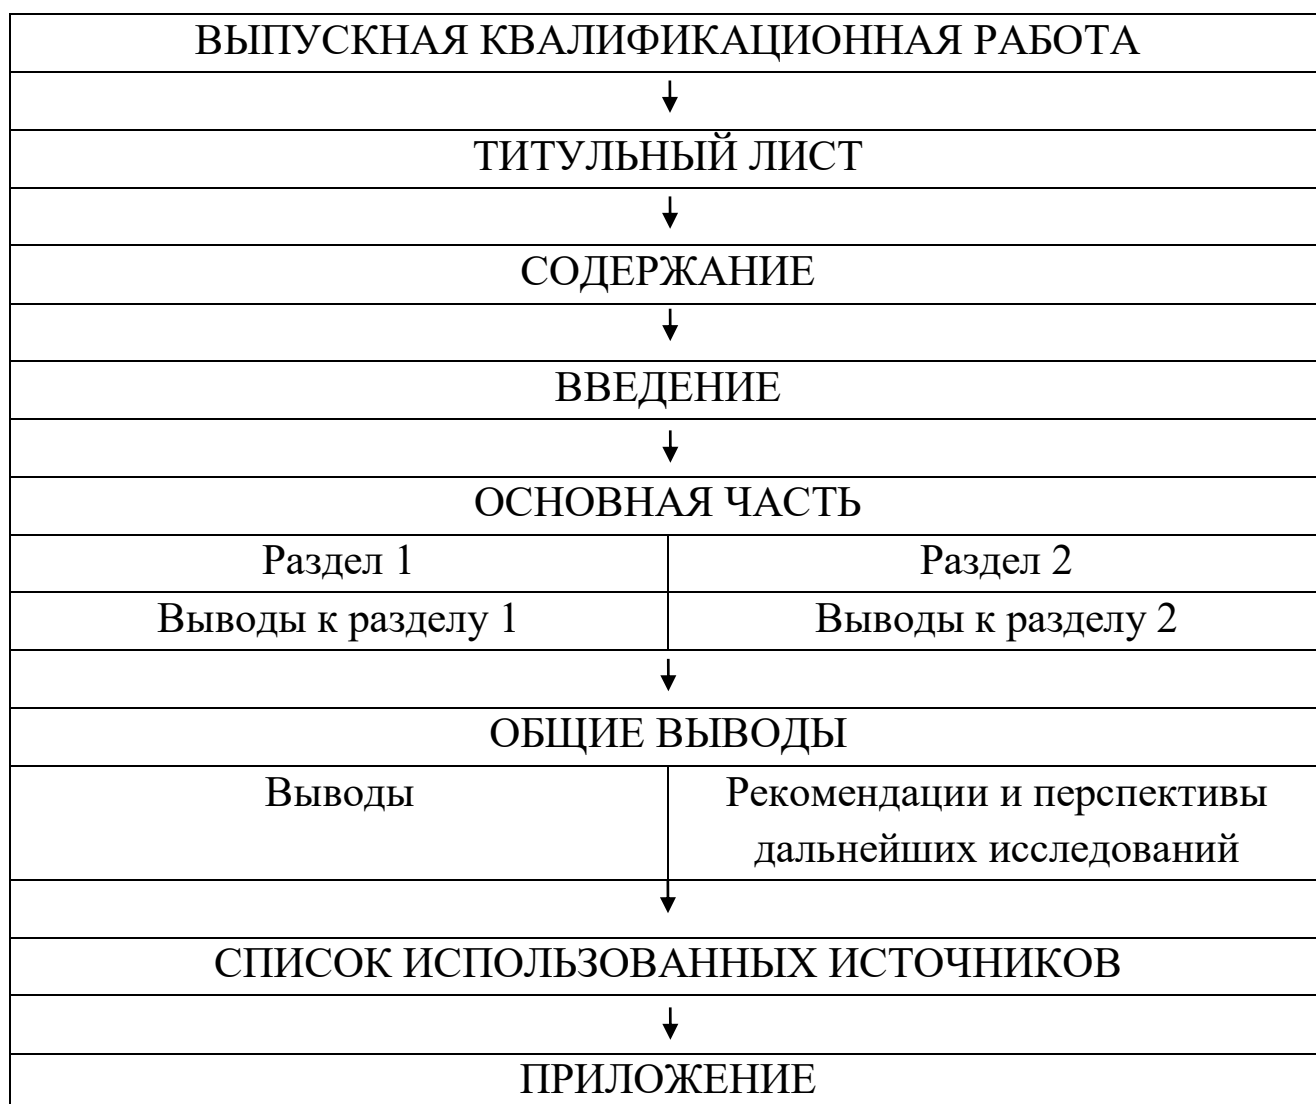 ВЫПУСКНАЯ КВАЛИФИКАЦИОННАЯ РАБОТА
ТИТУЛЬНЫЙ ЛИСТ
СОДЕРЖАНИЕ
ВВЕДЕНИЕ
ОСНОВНАЯ ЧАСТЬ
Раздел 1
Раздел 2
Выводы к разделу 1
Выводы к разделу 2
ОБЩИЕ ВЫВОДЫ
Выводы
Рекомендации и перспективы
дальнейших исследований
СПИСОК ИСПОЛЬЗОВАННЫХ ИСТОЧНИКОВ
ПРИЛОЖЕНИЕ